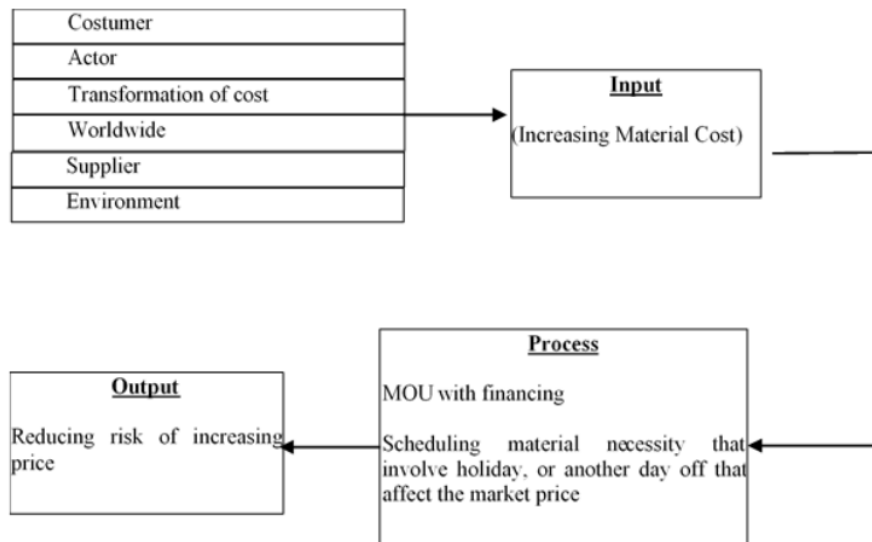 Costumer
Actor
Transformation of cost
Worldwide
Supplier
Environment
Input
(Increasing Material Cost)
Process
MOU with financing
Scheduling material necessity that
involve holiday, or another day off that
affect the market price
Output
Reducing risk of increasing
price